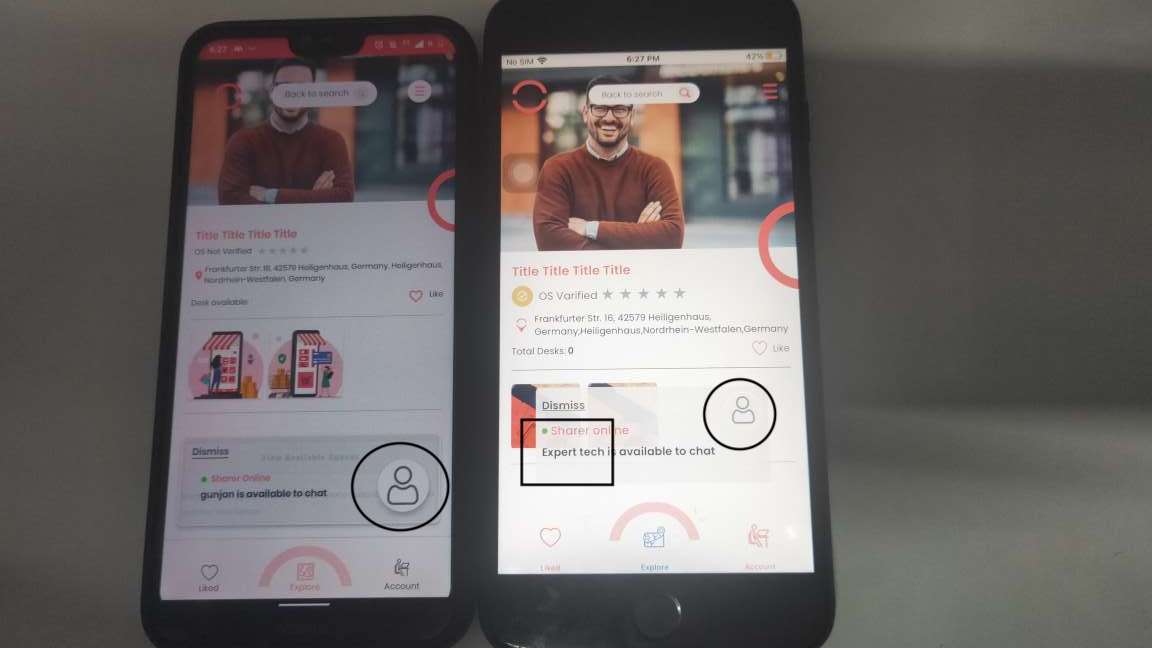 6:27
Back to search
Title Title Title Title
OS Not Verified
Frankfurter Str. 16, 42579 Heiligenhaus, Germany, Heiligenhaus,
Nordrhein-Westfalen, Germany
Desk available
Like
Dismiss
View Available Spaces
Sharer Online
gunjan is available to chat
Liked
Explore
Account
No SIM
6:27 PM
42%
Back to search
Title Title Title Title
OS Varified
Frankfurter Str. 16, 42579 Heiligenhaus,
Germany,Heiligenhaus,Nordrhein-Westfalen,Germany
Total Desks: 0
Like
Dismiss
Sharer online
Expert tech is available to chat
Liked
Explore
Account